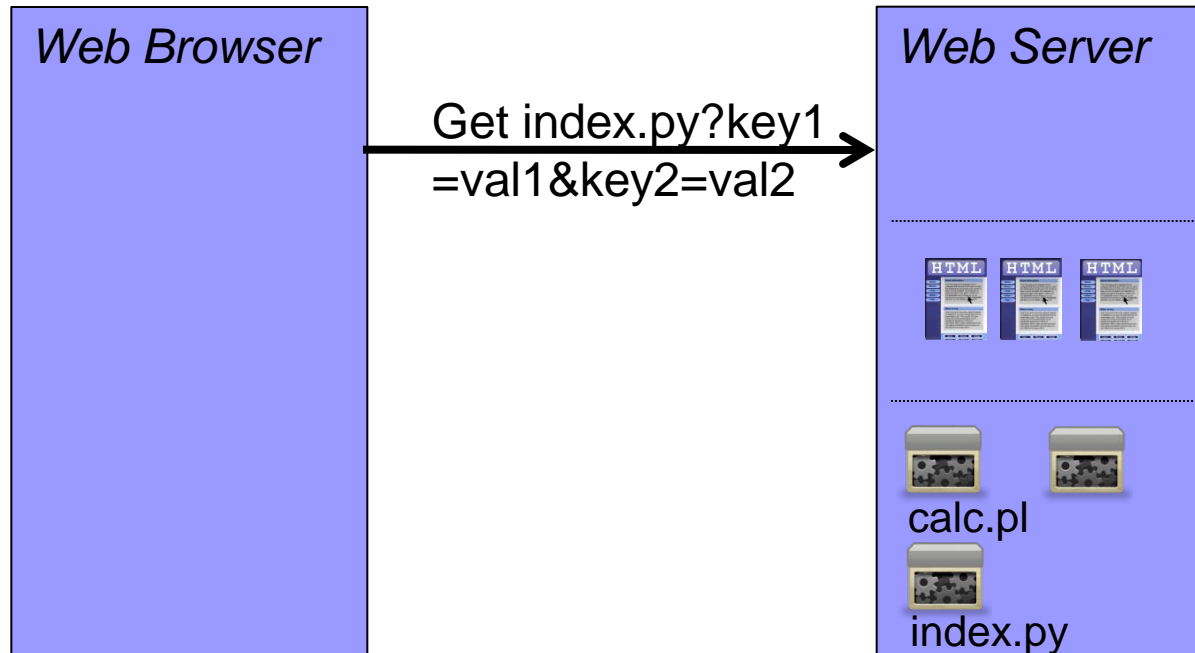 Web Browser
Web Server
Get index.py?key1
=val1&key2=val2
HTML
HTML
HTML
calc.pl
index.py